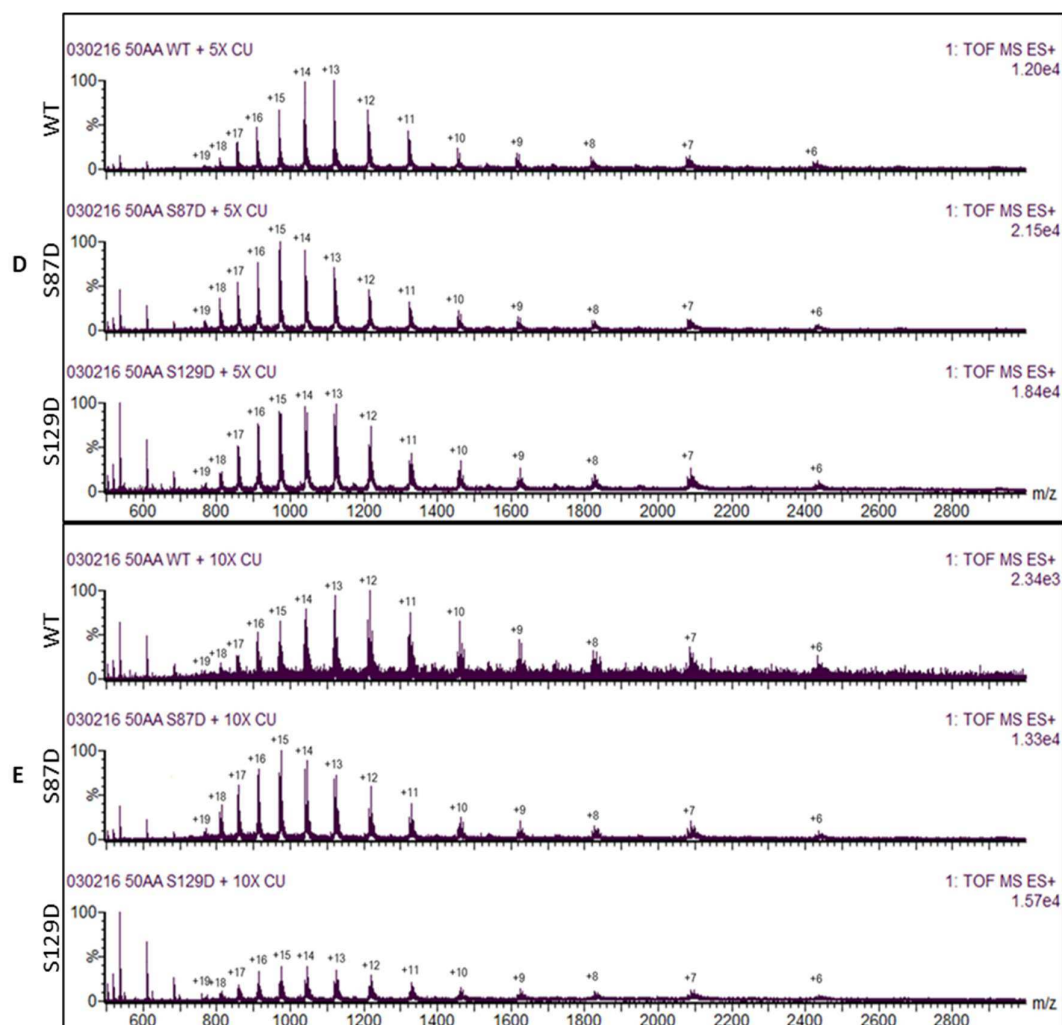 D
WT
030216 50AA WT + 5X CU
1: TOF MS ES+
1.20e4
100
%
0
+19 +18 +17 +16 +15 +14 +13 +12 +11 +10 +9 +8 +7 +6
S87D
030216 50AA S87D + 5X CU
1: TOF MS ES+
2.15e4
100
%
0
+19 +18 +17 +16 +15 +14 +13 +12 +11 +10 +9 +8 +7 +6
S129D
030216 50AA S129D + 5X CU
1: TOF MS ES+
1.84e4
100
%
0
+19 +18 +17 +16 +15 +14 +13 +12 +11 +10 +9 +8 +7 +6
600 800 1000 1200 1400 1600 1800 2000 2200 2400 2600 2800 m/z
E
WT
030216 50AA WT + 10X CU
1: TOF MS ES+
2.34e3
100
%
0
+19 +18 +17 +16 +15 +14 +13 +12 +11 +10 +9 +8 +7 +6
S87D
030216 50AA S87D + 10X CU
1: TOF MS ES+
1.33e4
100
%
0
+19 +18 +17 +16 +15 +14 +13 +12 +11 +10 +9 +8 +7 +6
S129D
030216 50AA S129D + 10X CU
1: TOF MS ES+
1.57e4
100
%
0
+19 +18 +17 +16 +15 +14 +13 +12 +11 +10 +9 +8 +7 +6
600 800 1000 1200 1400 1600 1800 2000 2200 2400 2600 2800 m/z